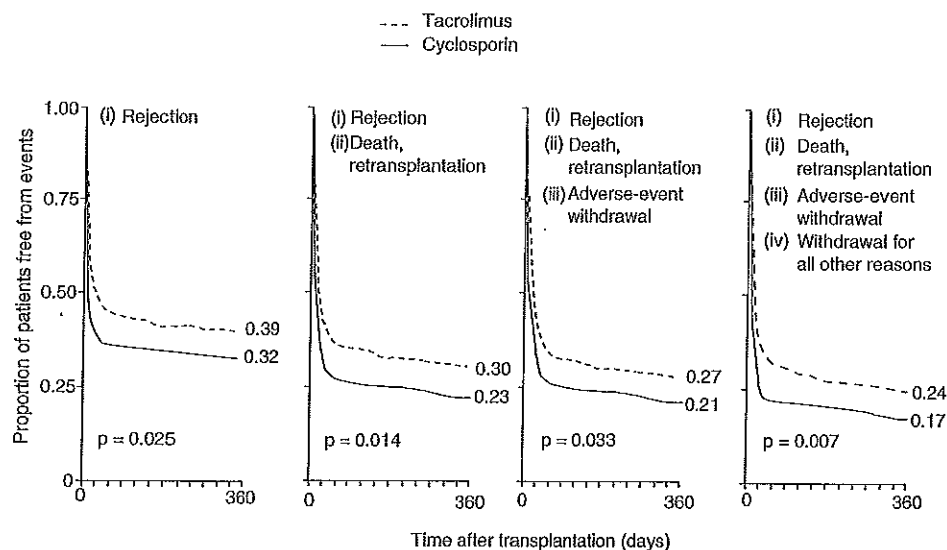 Tacrolimus
Cyclosporin
Proportion of patients free from events
1.00
0.75
0.50
0.25
0
(i) Rejection
0.39
0.32
p = 0.025
0
360
(i) Rejection
(ii) Death,
retransplantation
0.30
0.23
p = 0.014
0
360
(i) Rejection
(ii) Death,
retransplantation
(iii) Adverse-event
withdrawal
0.27
0.21
p = 0.033
0
360
(i) Rejection
(ii) Death,
retransplantation
(iii) Adverse-event
withdrawal
(iv) Withdrawal for
all other reasons
0.24
0.17
p = 0.007
0
360
Time after transplantation (days)